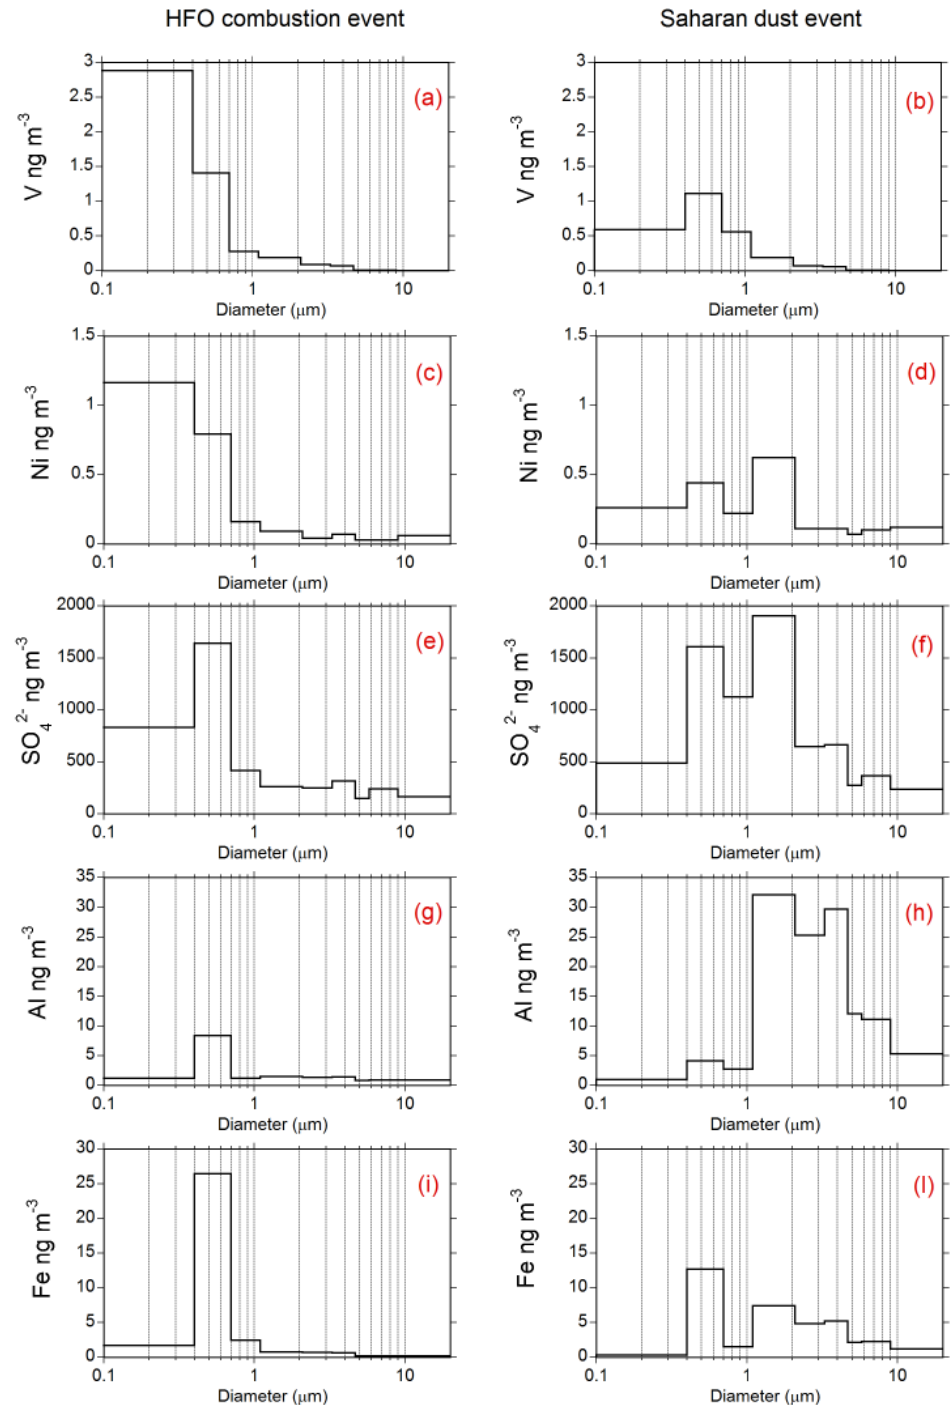 HFO combustion event
Saharan dust event
3
2.5
2
1.5
1
0.5
0
V ng m-3
(a)
0.1
1
10
Diameter (μm)
3
2.5
2
1.5
1
0.5
0
V ng m-3
(b)
0.1
1
10
Diameter (μm)
1.5
1
0.5
0
Ni ng m-3
(c)
0.1
1
10
Diameter (μm)
1.5
1
0.5
0
Ni ng m-3
(d)
0.1
1
10
Diameter (μm)
2000
1500
1000
500
0
SO4 2- ng m-3
(e)
0.1
1
10
Diameter (μm)
2000
1500
1000
500
0
SO4 2- ng m-3
(f)
0.1
1
10
Diameter (μm)
35
30
25
20
15
10
5
0
Al ng m-3
(g)
0.1
1
10
Diameter (μm)
35
30
25
20
15
10
5
0
Al ng m-3
(h)
0.1
1
10
Diameter (μm)
30
25
20
15
10
5
0
Fe ng m-3
(i)
0.1
1
10
Diameter (μm)
30
25
20
15
10
5
0
Fe ng m-3
(l)
0.1
1
10
Diameter (μm)